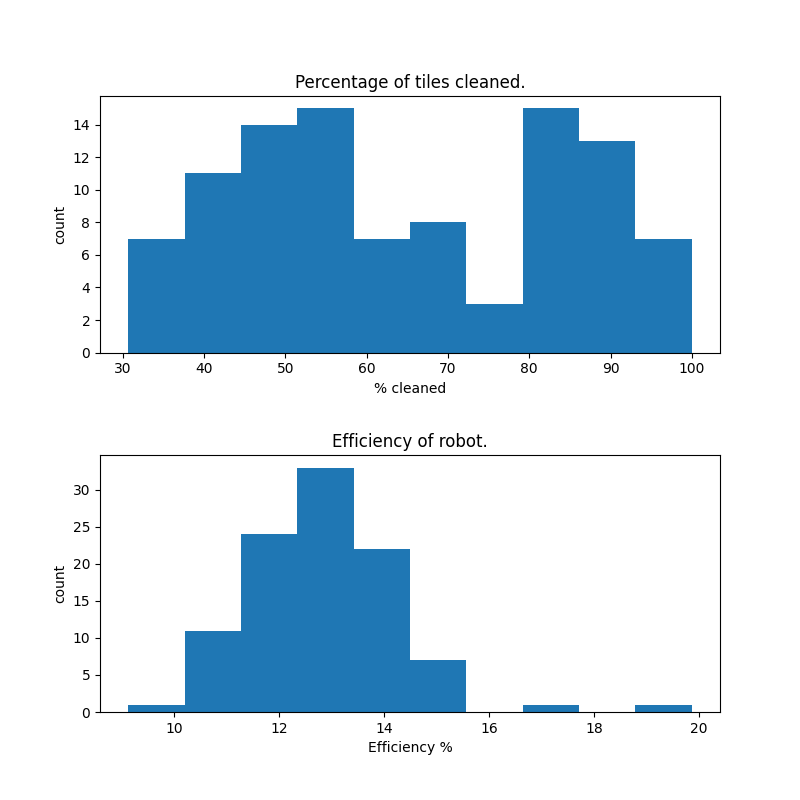 Percentage of tiles cleaned.
14
12
10
8
6
4
2
0
count
30 40 50 60 70 80 90 100
% cleaned
Efficiency of robot.
30
25
20
15
10
5
0
count
10 12 14 16 18 20
Efficiency %